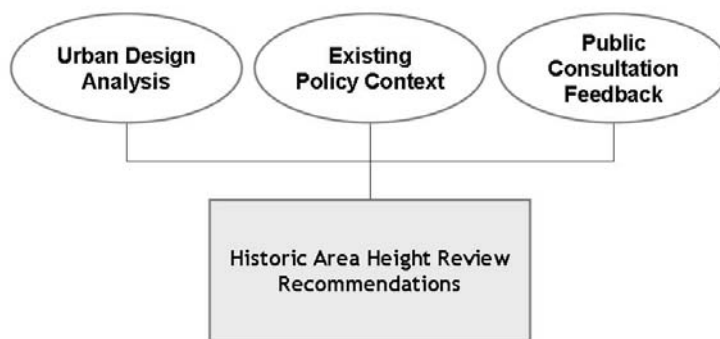 Urban Design
Analysis
Existing
Policy Context
Public
Consultation
Feedback
Historic Area Height Review
Recommendations